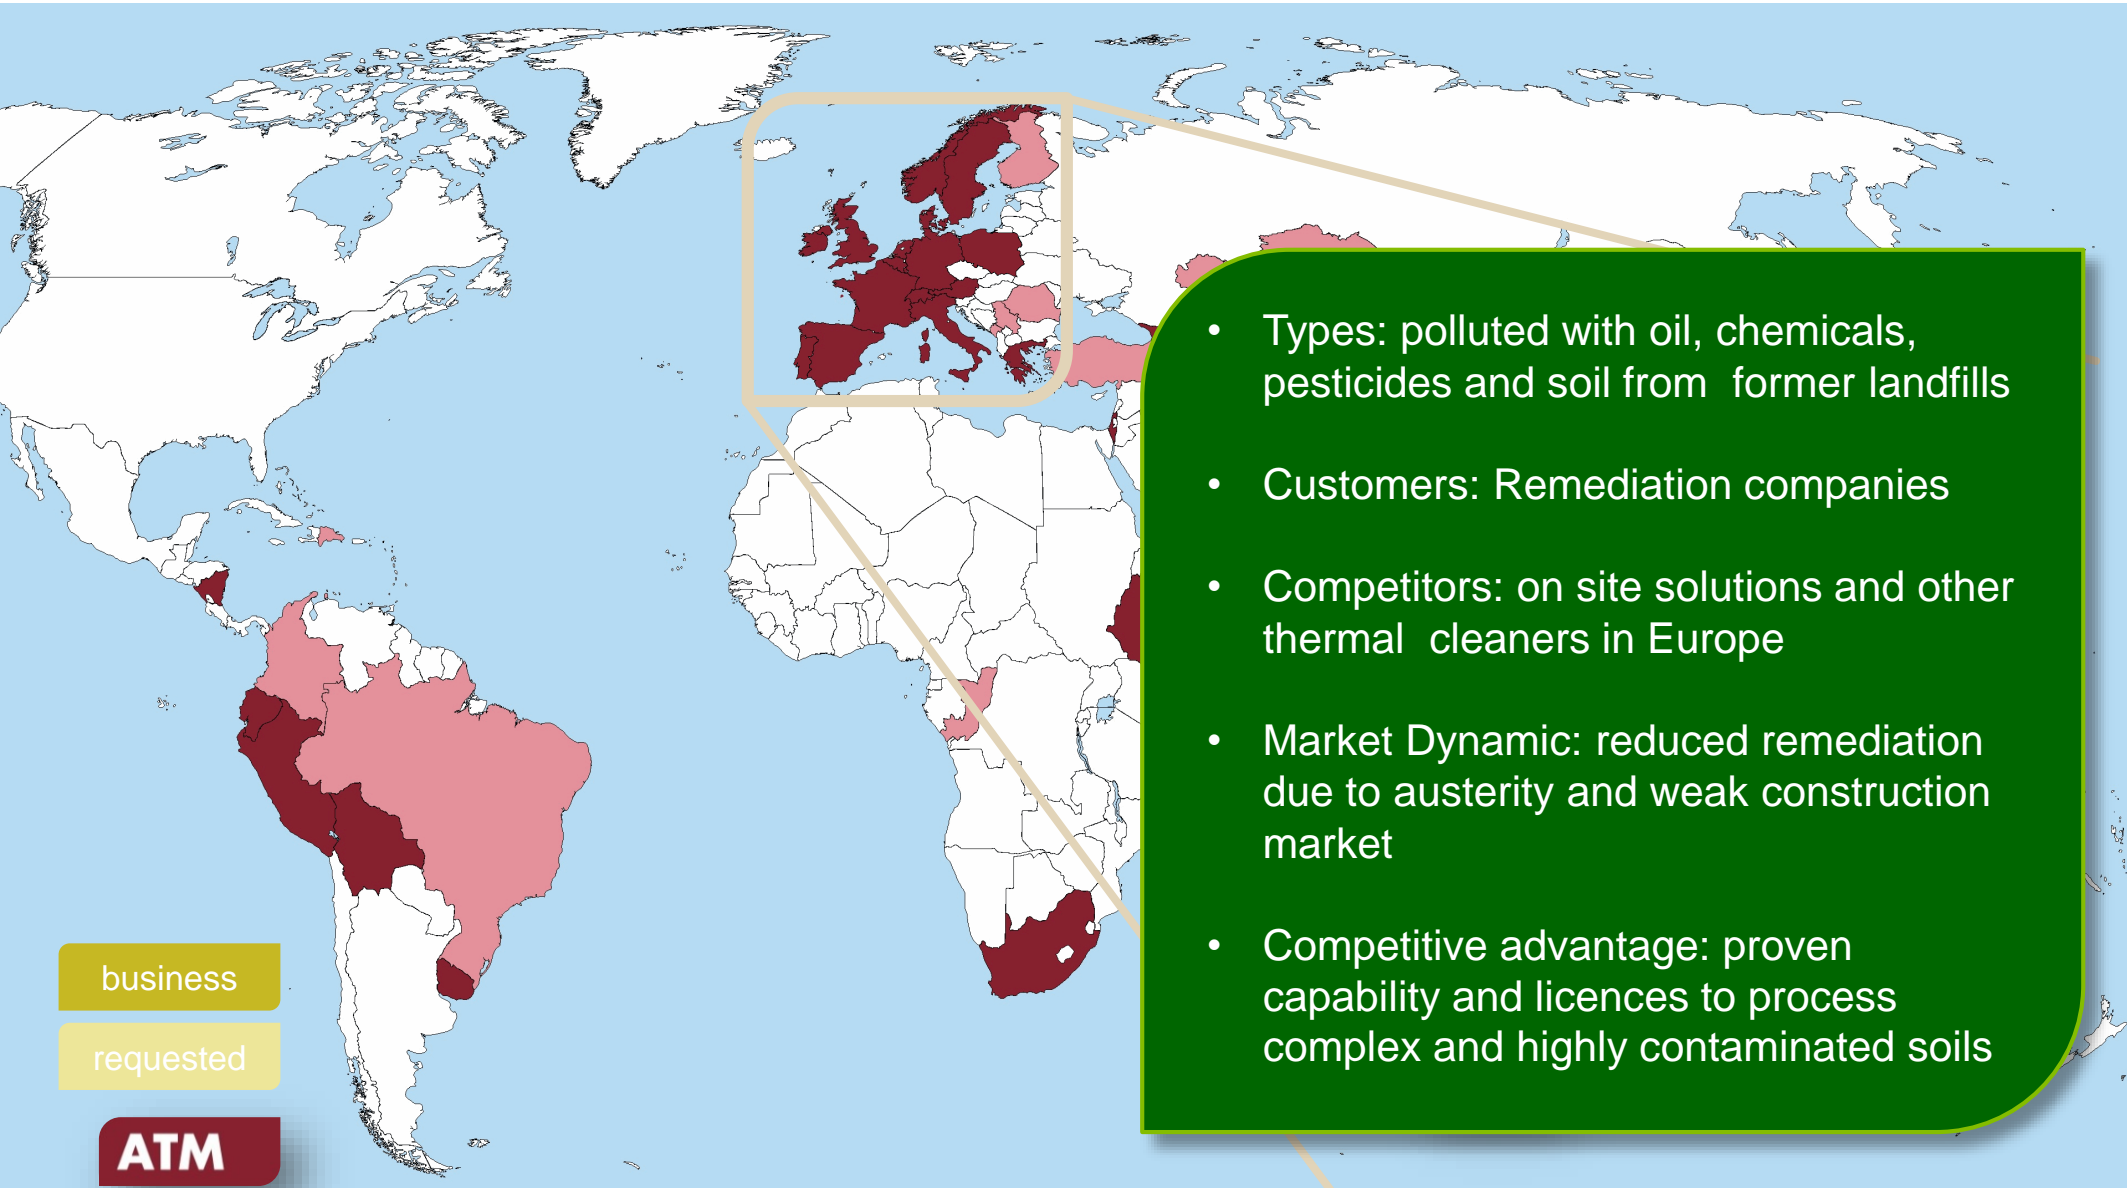 • Types: polluted with oil, chemicals,
pesticides and soil from former landfills
• Customers: Remediation companies
• Competitors: on site solutions and other
thermal cleaners in Europe
• Market Dynamic: reduced remediation
due to austerity and weak construction
market
• Competitive advantage: proven
capability and licences to process
complex and highly contaminated soils
business
requested
ATM